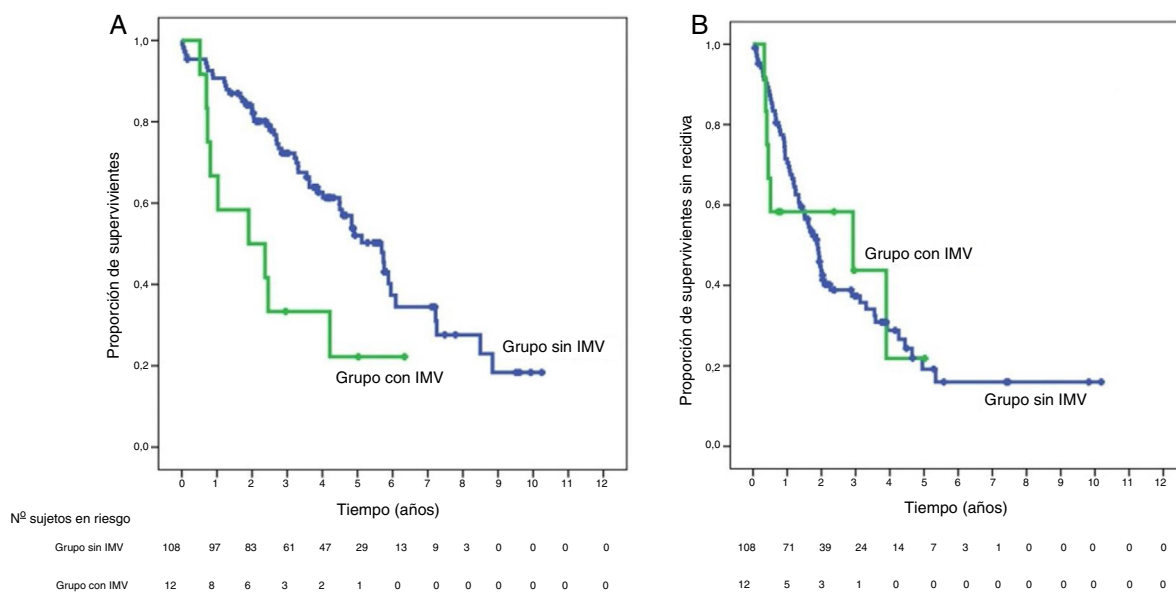 A
Proporción de supervivientes
1,0
0,8
0,6
0,4
0,2
0,0
Grupo sin IMV
Grupo con IMV
0 1 2 3 4 5 6 7 8 9 10 11 12
Tiempo (años)
B
Proporción de supervivientes sin recidiva
1,0
0,8
0,6
0,4
0,2
0,0
Grupo con IMV
Grupo sin IMV
0 1 2 3 4 5 6 7 8 9 10 11 12
Tiempo (años)
Nº sujetos en riesgo
Grupo sin IMV 108 97 83 61 47 29 13 9 3 0 0 0 0 108 71 39 24 14 7 3 1 0 0 0 0 0
Grupo con IMV 12 8 6 3 2 1 0 0 0 0 0 0 0 12 5 3 1 0 0 0 0 0 0 0 0 0